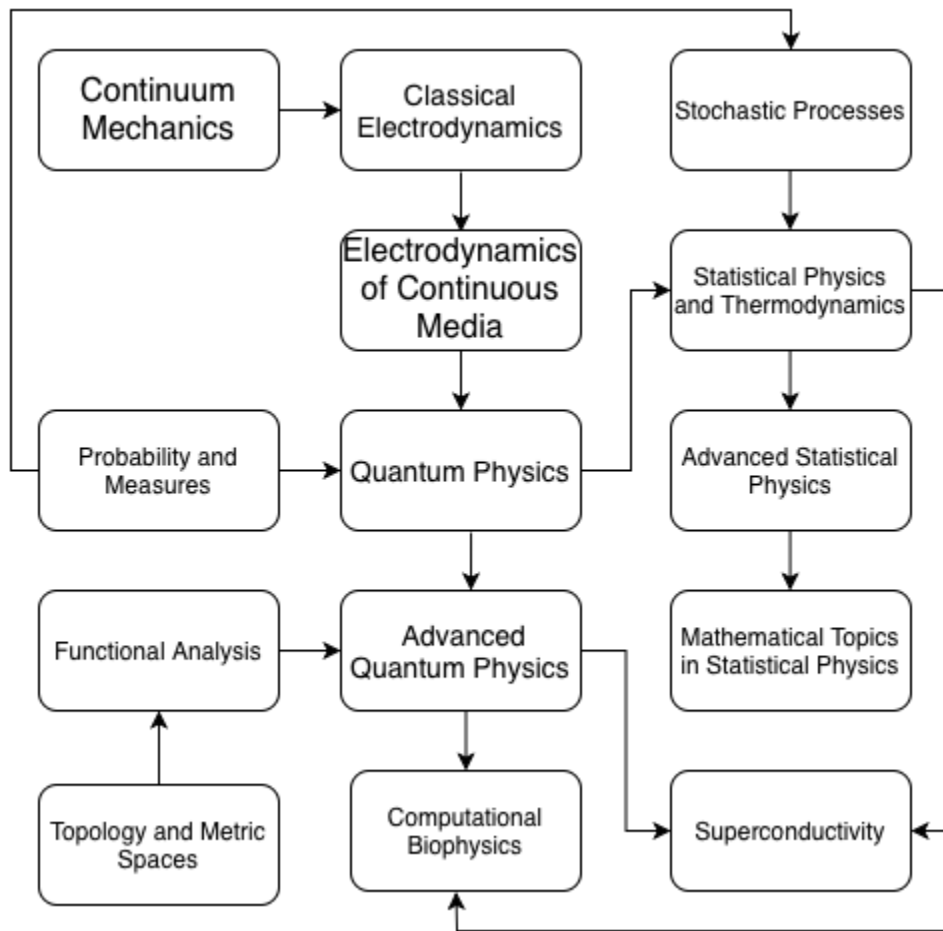 Continuum
Mechanics
Classical
Electrodynamics
Stochastic Processes
Electrodynamics
of Continuous
Media
Statistical Physics
and Thermodynamics
Probability and
Measures
Quantum Physics
Advanced Statistical
Physics
Functional Analysis
Advanced
Quantum Physics
Mathematical Topics
in Statistical Physics
Topology and Metric
Spaces
Computational
Biophysics
Superconductivity